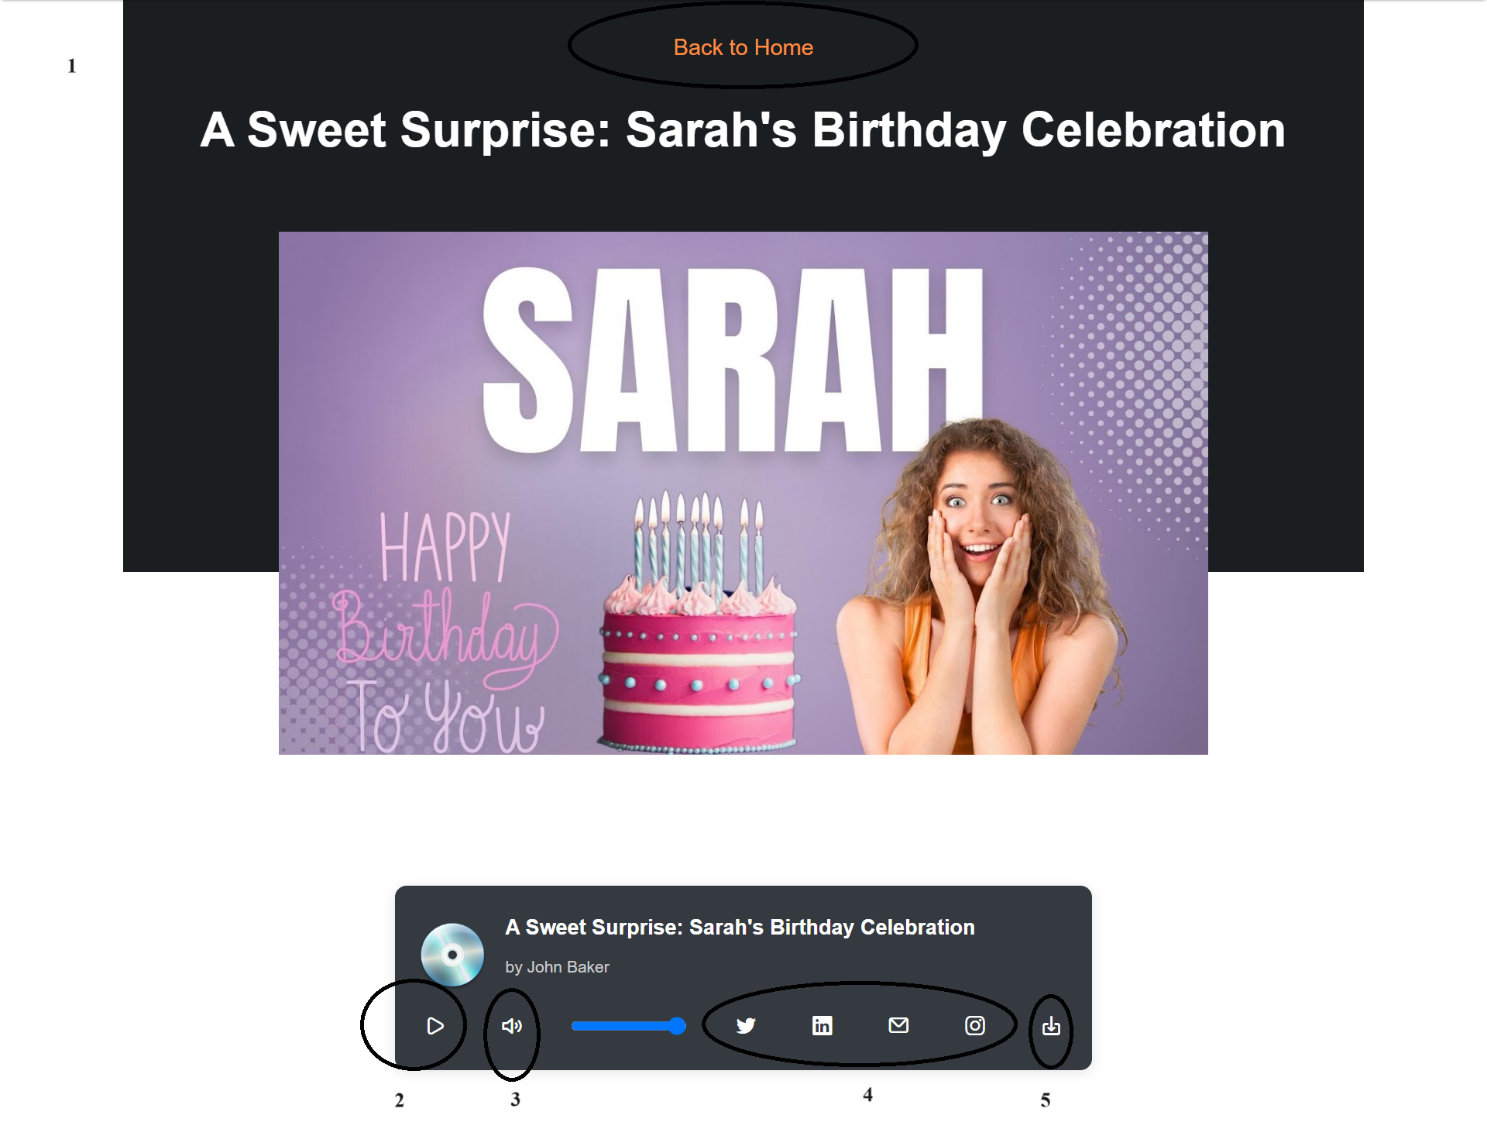 Back to Home
1
A Sweet Surprise: Sarah's Birthday Celebration
SARAH
HAPPY
Birthday
To You
A Sweet Surprise: Sarah's Birthday Celebration
by John Baker
in
2
3
4
5